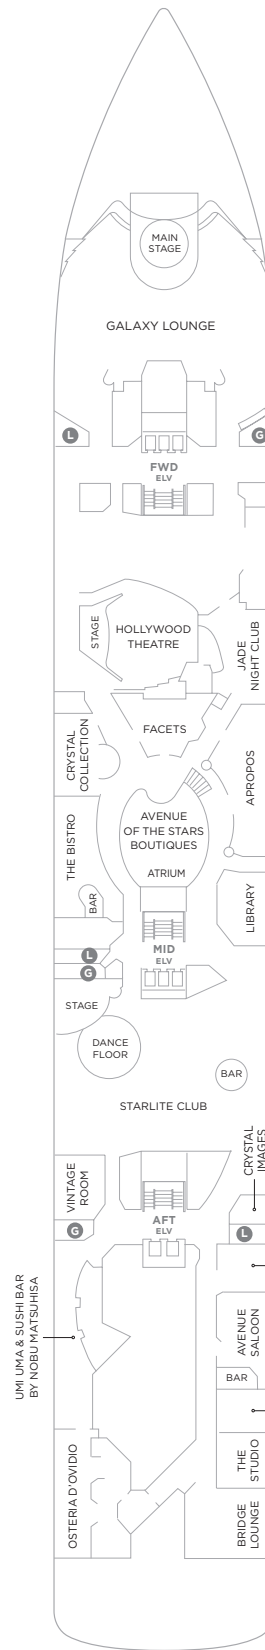 MAIN
STAGE
GALAXY LOUNGE
L
G
FWD
ELV
STAGE
HOLLYWOOD
THEATRE
JADE
NIGHT CLUB
FACETS
CRYSTAL
COLLECTION
APROPOS
AVENUE
OF THE STARS
BOUTIQUES
ATRIUM
THE BISTRO
BAR
LIBRARY
MID
ELV
L
G
STAGE
DANCE
FLOOR
BAR
STARLITE CLUB
CRYSTAL
IMAGES
VINTAGE
ROOM
G
AFT
ELV
L
UMI UMA & SUSHI BAR
BY NOBU MATSUHISA
AVENUE
SALOON
BAR
OSTERIA D'OVIDIO
THE
STUDIO
BRIDGE
LOUNGE